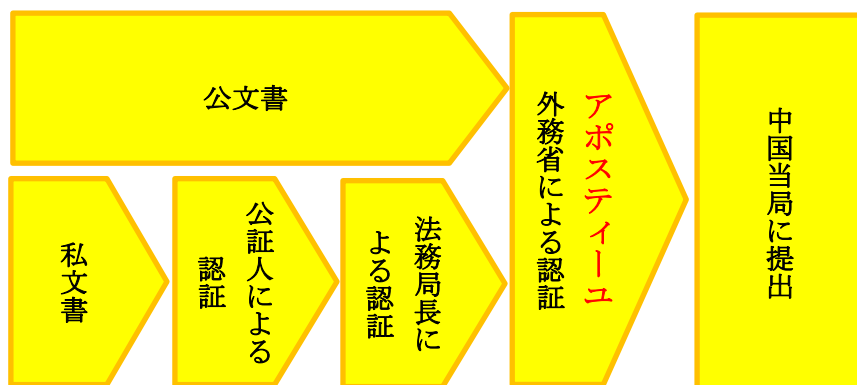 公文書
私文書
公証人による
認証
法務局長に
よる認証
アポスティーユ
外務省による認証
中国当局に提出